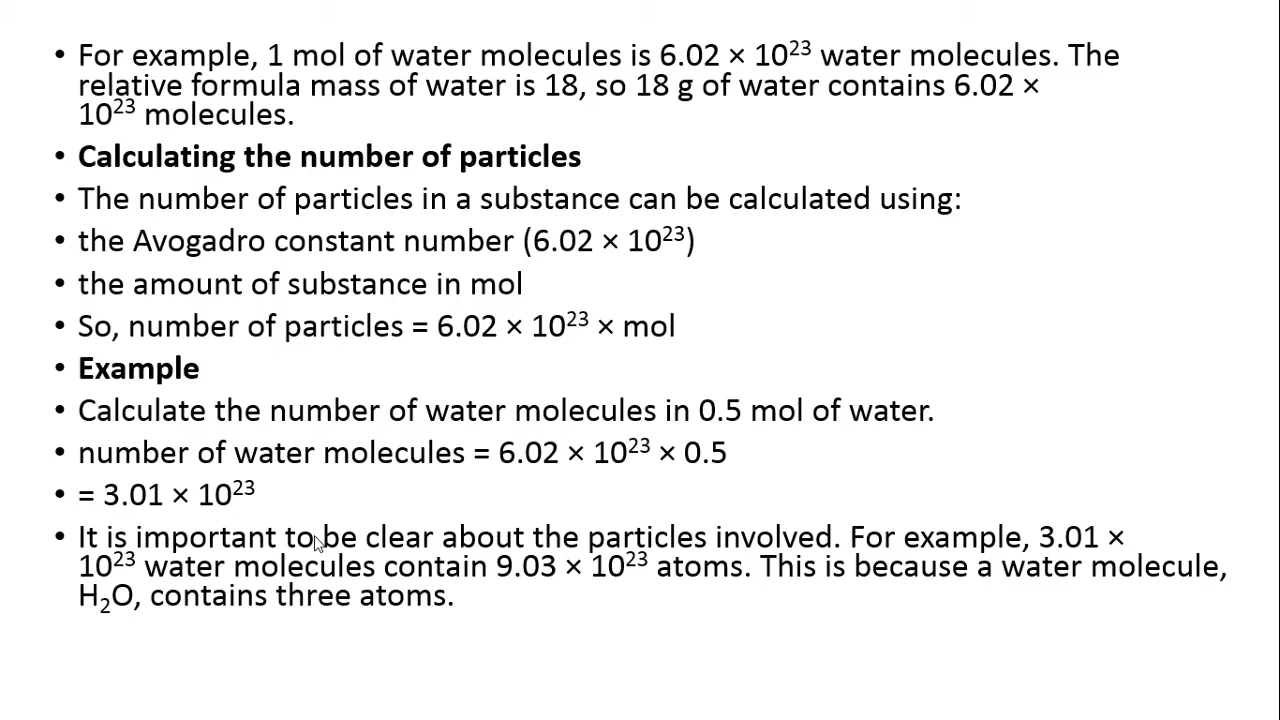 • For example, 1 mol of water molecules is 6.02 × 10²³ water molecules. The
relative formula mass of water is 18, so 18 g of water contains 6.02 ×
10²³ molecules.
• Calculating the number of particles
• The number of particles in a substance can be calculated using:
• the Avogadro constant number (6.02 × 10²³)
• the amount of substance in mol
• So, number of particles = 6.02 × 10²³ × mol
• Example
• Calculate the number of water molecules in 0.5 mol of water.
• number of water molecules = 6.02 × 10²³ × 0.5
• = 3.01 × 10²³
• It is important to be clear about the particles involved. For example, 3.01 ×
10²³ water molecules contain 9.03 × 10²³ atoms. This is because a water molecule,
H₂O, contains three atoms.